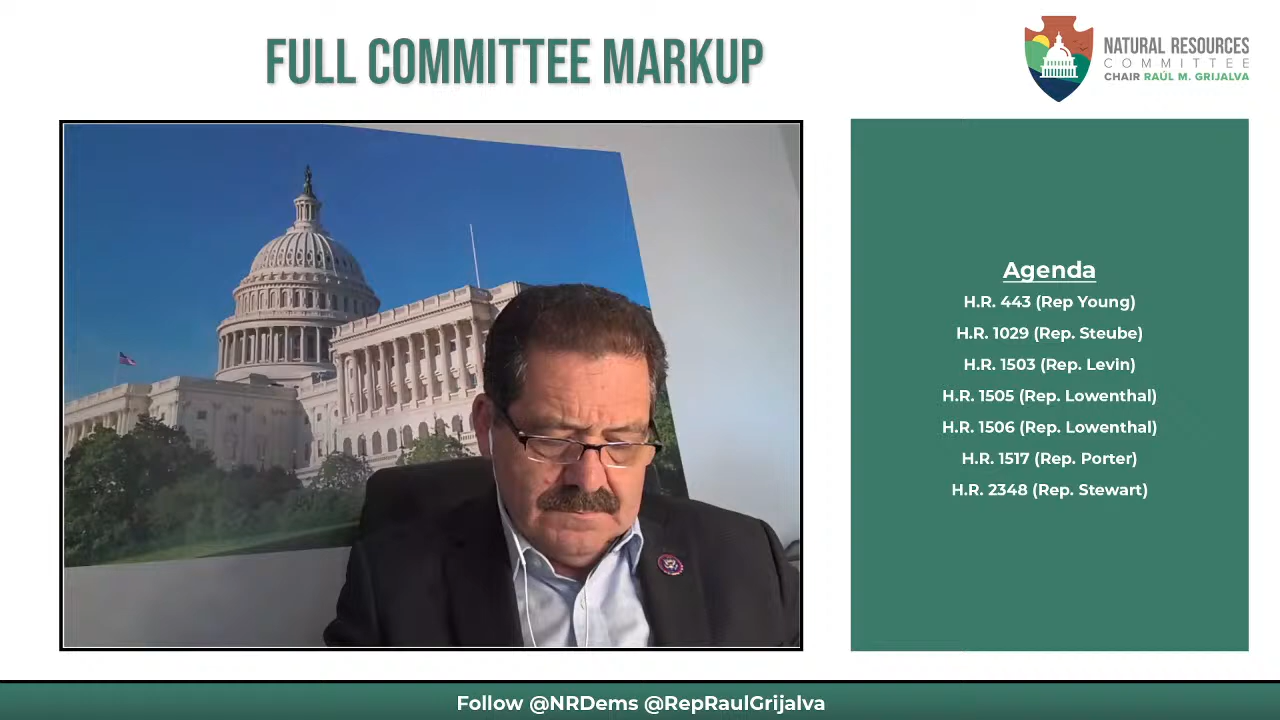 FULL COMMITTEE MARKUP
NATURAL RESOURCES
COMMITTEE
CHAIR RAÚL M. GRIJALVA
Agenda
H.R. 443 (Rep Young)
H.R. 1029 (Rep. Steube)
H.R. 1503 (Rep. Levin)
H.R. 1505 (Rep. Lowenthal)
H.R. 1506 (Rep. Lowenthal)
H.R. 1517 (Rep. Porter)
H.R. 2348 (Rep. Stewart)
Follow @NRDems @RepRaulGrijalva